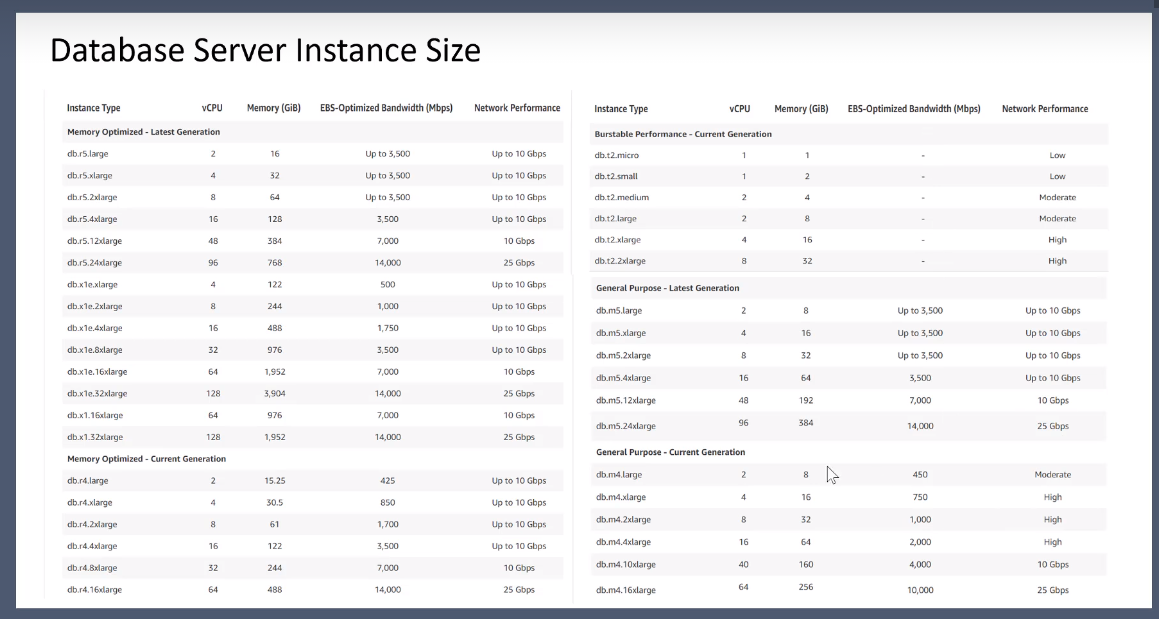 Database Server Instance Size
Instance Type vCPU Memory (GiB) EBS-Optimized Bandwidth (Mbps) Network Performance
Memory Optimized - Latest Generation
db.r5.large 2 16 Up to 3,500 Up to 10 Gbps
db.r5.xlarge 4 32 Up to 3,500 Up to 10 Gbps
db.r5.2xlarge 8 64 Up to 3,500 Up to 10 Gbps
db.r5.4xlarge 16 128 3,500 Up to 10 Gbps
db.r5.12xlarge 48 384 7,000 10 Gbps
db.r5.24xlarge 96 768 14,000 25 Gbps
db.x1e.xlarge 4 122 500 Up to 10 Gbps
db.x1e.2xlarge 8 244 1,000 Up to 10 Gbps
db.x1e.4xlarge 16 488 1,750 Up to 10 Gbps
db.x1e.8xlarge 32 976 3,500 Up to 10 Gbps
db.x1e.16xlarge 64 1,952 7,000 10 Gbps
db.x1e.32xlarge 128 3,904 14,000 25 Gbps
db.x1.16xlarge 64 976 7,000 10 Gbps
db.x1.32xlarge 128 1,952 14,000 25 Gbps
Memory Optimized - Current Generation
db.r4.large 2 15.25 425 Up to 10 Gbps
db.r4.xlarge 4 30.5 850 Up to 10 Gbps
db.r4.2xlarge 8 61 1,700 Up to 10 Gbps
db.r4.4xlarge 16 122 3,500 Up to 10 Gbps
db.r4.8xlarge 32 244 7,000 10 Gbps
db.r4.16xlarge 64 488 14,000 25 Gbps
Instance Type vCPU Memory (GiB) EBS-Optimized Bandwidth (Mbps) Network Performance
Burstable Performance - Current Generation
db.t2.micro 1 1 - Low
db.t2.small 1 2 - Low
db.t2.medium 2 4 - Moderate
db.t2.large 2 8 - Moderate
db.t2.xlarge 4 16 - High
db.t2.2xlarge 8 32 - High
General Purpose - Latest Generation
db.m5.large 2 8 Up to 3,500 Up to 10 Gbps
db.m5.xlarge 4 16 Up to 3,500 Up to 10 Gbps
db.m5.2xlarge 8 32 Up to 3,500 Up to 10 Gbps
db.m5.4xlarge 16 64 3,500 Up to 10 Gbps
db.m5.12xlarge 48 192 7,000 10 Gbps
db.m5.24xlarge 96 384 14,000 25 Gbps
General Purpose - Current Generation
db.m4.large 2 8 450 Moderate
db.m4.xlarge 4 16 750 High
db.m4.2xlarge 8 32 1,000 High
db.m4.4xlarge 16 64 2,000 High
db.m4.10xlarge 40 160 4,000 10 Gbps
db.m4.16xlarge 64 256 10,000 25 Gbps